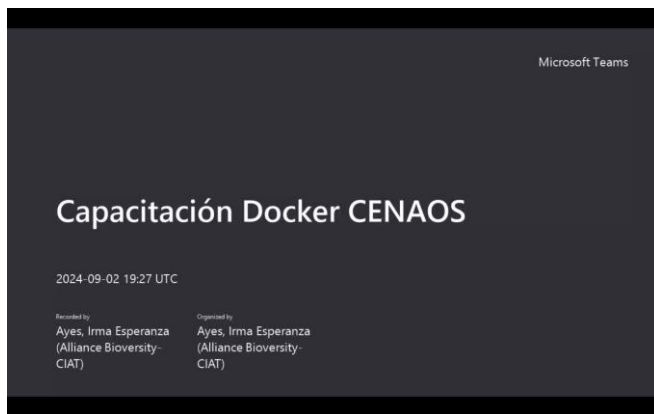 Microsoft Teams
Capacitación Docker CENAOS
2024-09-02 19:27 UTC
Recorded by
Ayes, Irma Esperanza
(Alliance Bioversity-
CIAT)
Organized by
Ayes, Irma Esperanza
(Alliance Bioversity-
CIAT)